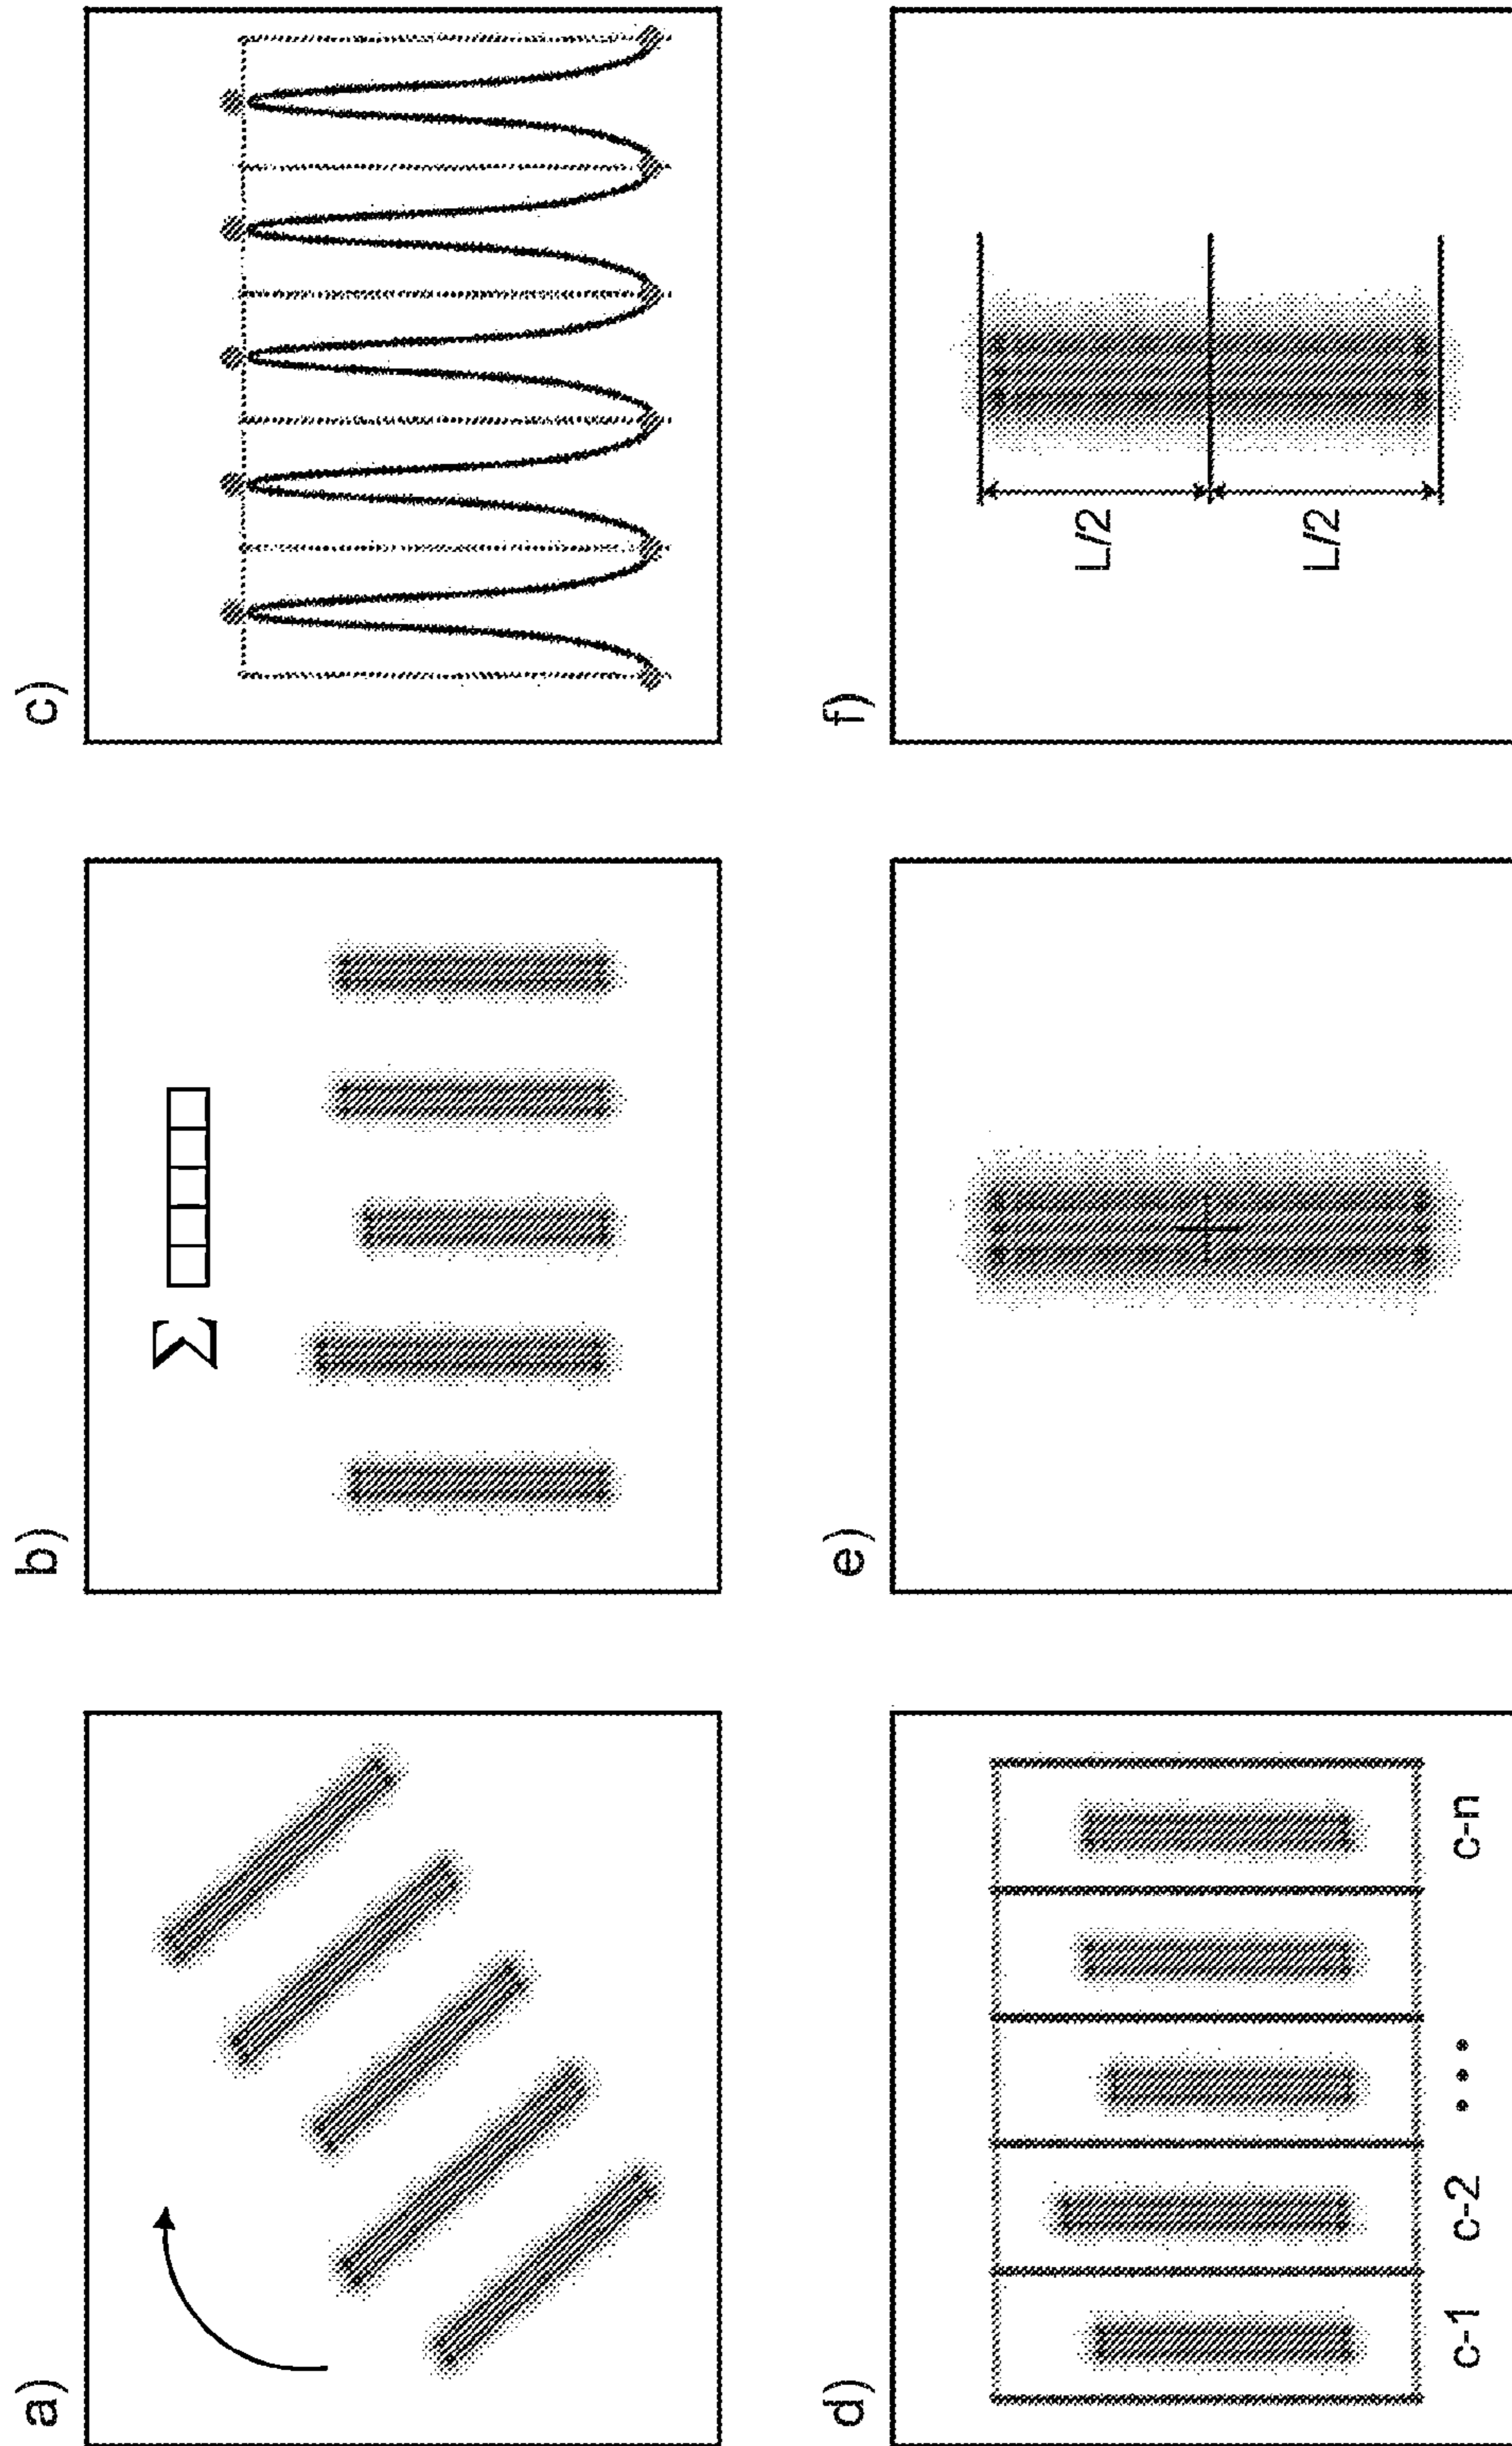 a)
b)
Σ
c)
d)
c-1 c-2 ... c-n
e)
f)
L/2
L/2